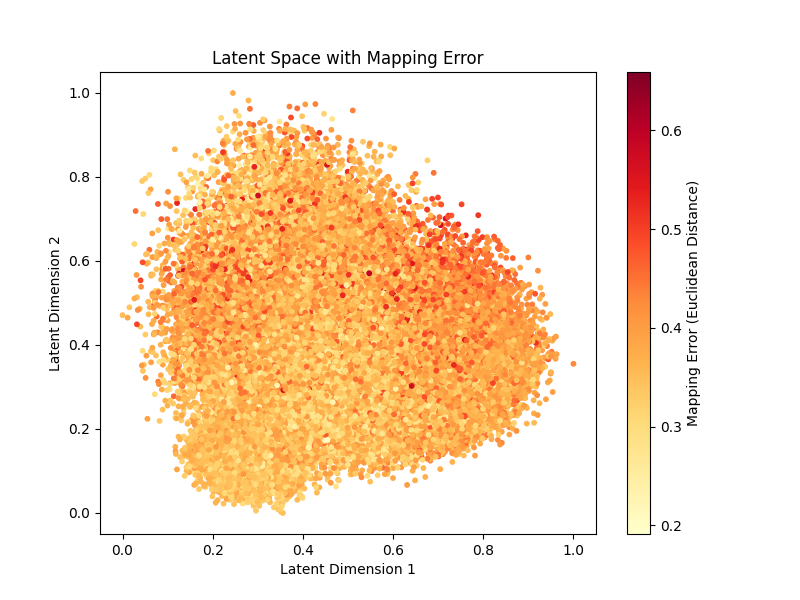 Latent Space with Mapping Error
1.0
0.8
0.6
0.4
0.2
0.0
Latent Dimension 2
0.0 0.2 0.4 0.6 0.8 1.0
Latent Dimension 1
0.6
0.5
0.4
0.3
0.2
Mapping Error (Euclidean Distance)